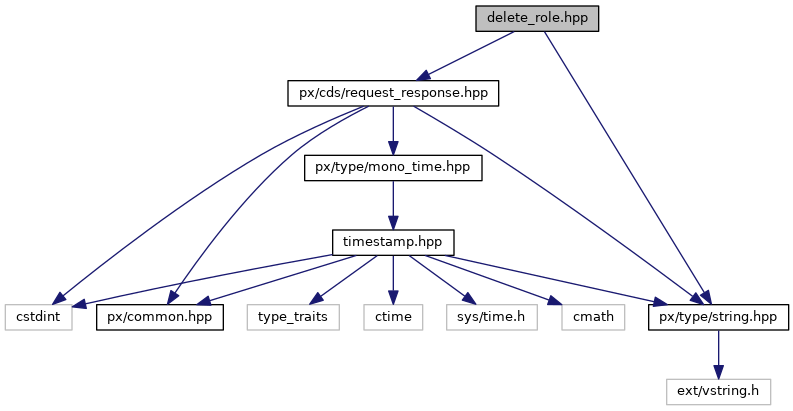 delete_role.hpp
px/cds/request_response.hpp
px/type/mono_time.hpp
timestamp.hpp
cstdint
px/common.hpp
type_traits
ctime
sys/time.h
cmath
px/type/string.hpp
ext/vstring.h